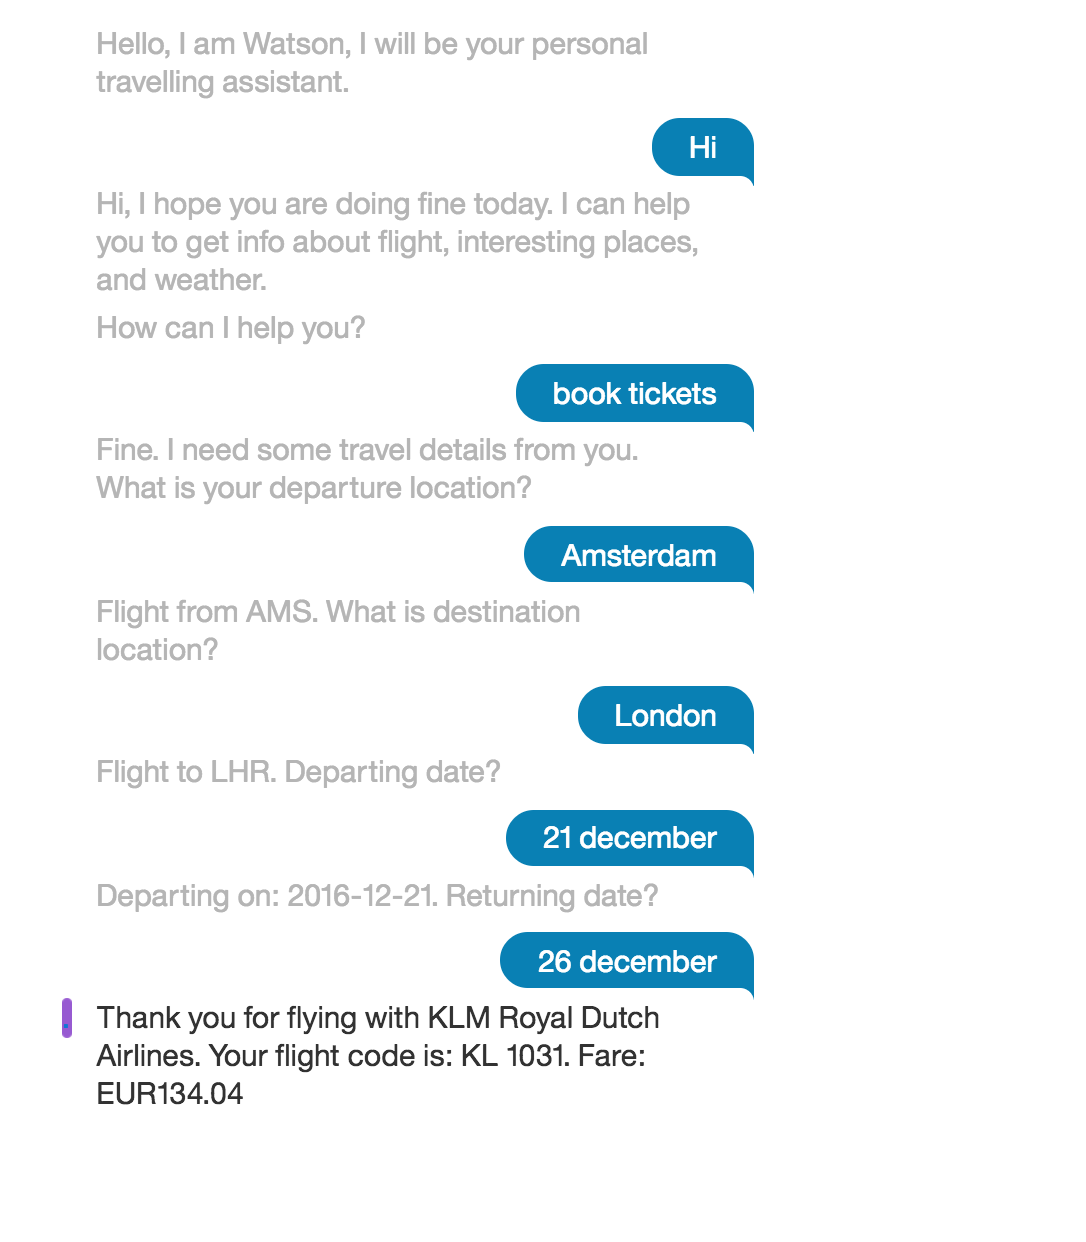 Hello, I am Watson, I will be your personal
travelling assistant.
Hi
Hi, I hope you are doing fine today. I can help
you to get info about flight, interesting places,
and weather.
How can I help you?
book tickets
Fine. I need some travel details from you.
What is your departure location?
Amsterdam
Flight from AMS. What is destination
location?
London
Flight to LHR. Departing date?
21 december
Departing on: 2016-12-21. Returning date?
26 december
Thank you for flying with KLM Royal Dutch
Airlines. Your flight code is: KL 1031. Fare:
EUR134.04